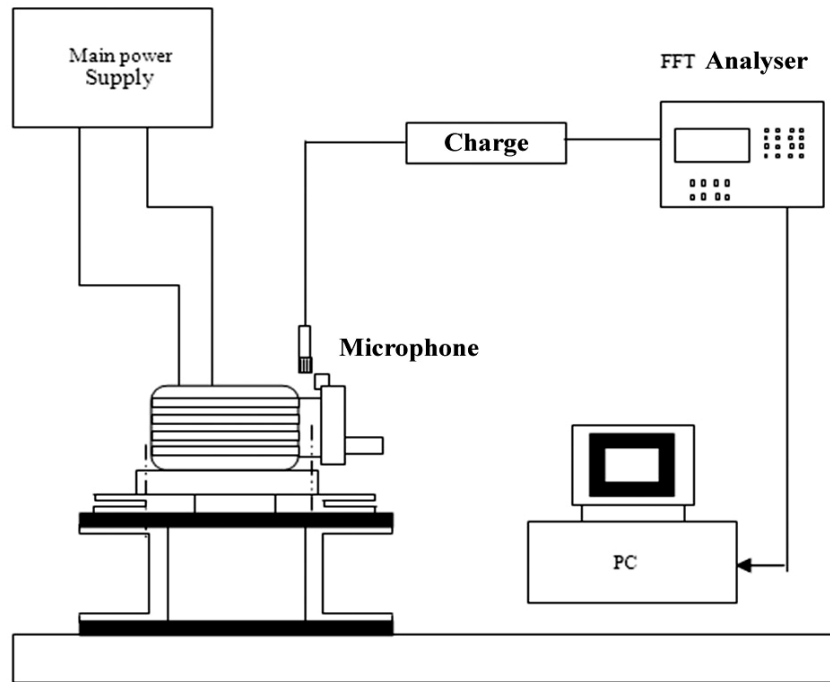 Main power
Supply
FFT Analyser
Charge
Microphone
PC